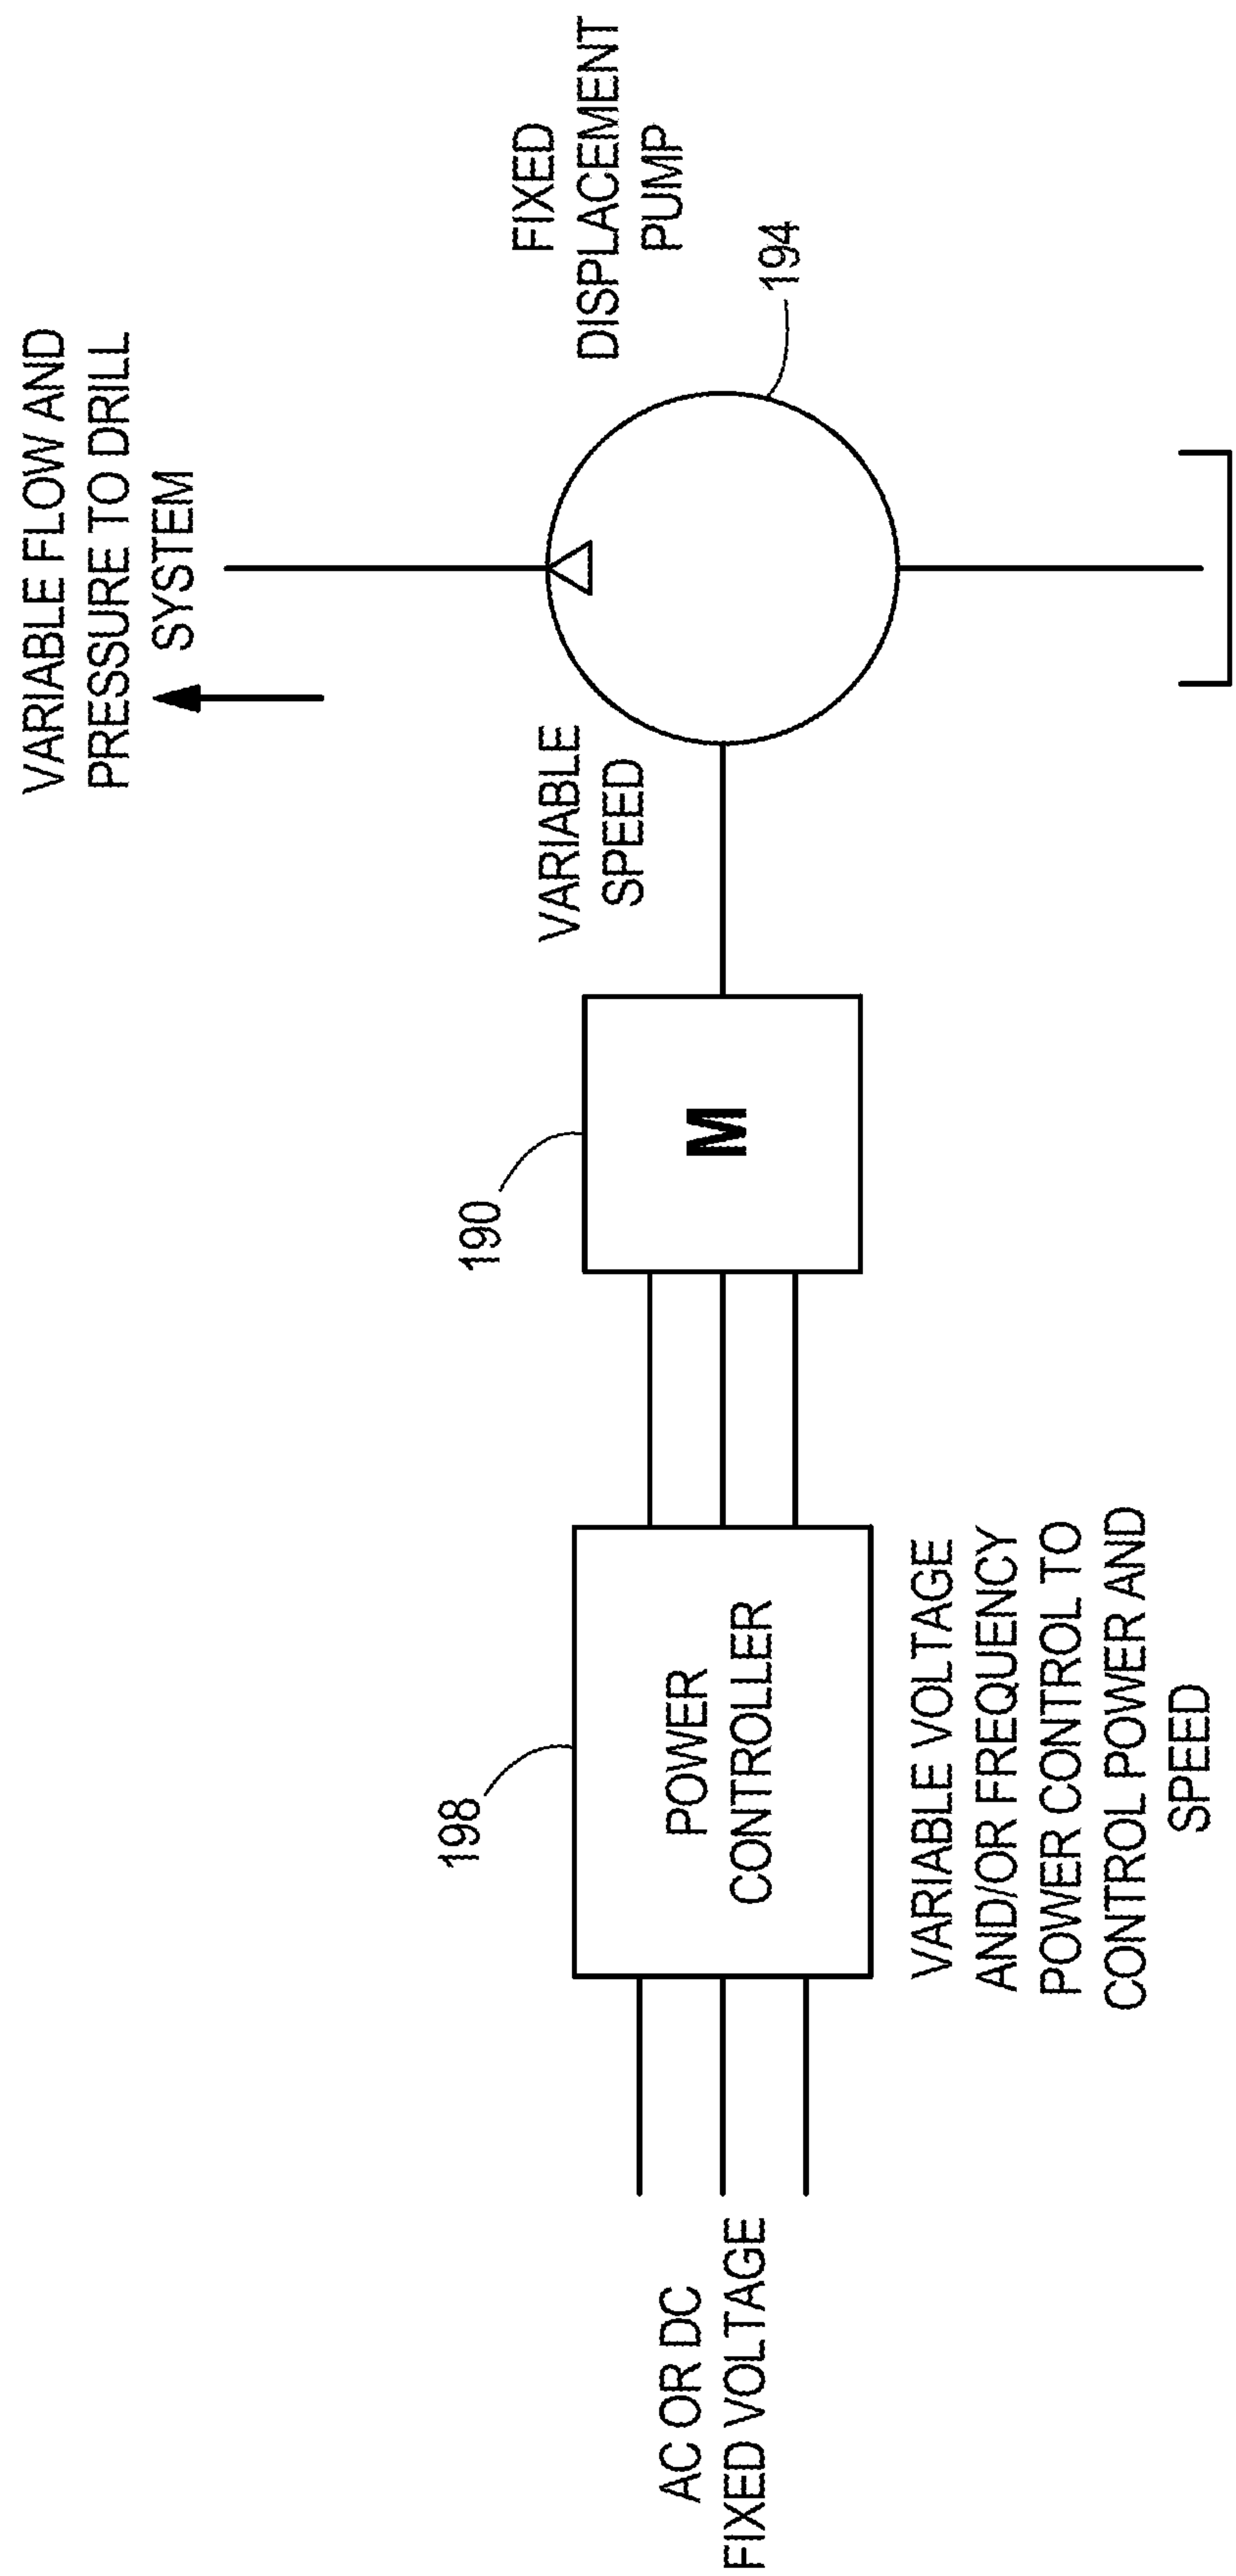 VARIABLE FLOW AND
PRESSURE TO DRILL
SYSTEM
FIXED
DISPLACEMENT
PUMP
194
VARIABLE
SPEED
190
M
198
POWER
CONTROLLER
VARIABLE VOLTAGE
AND/OR FREQUENCY
POWER CONTROL TO
CONTROL POWER AND
SPEED
AC OR DC
FIXED VOLTAGE